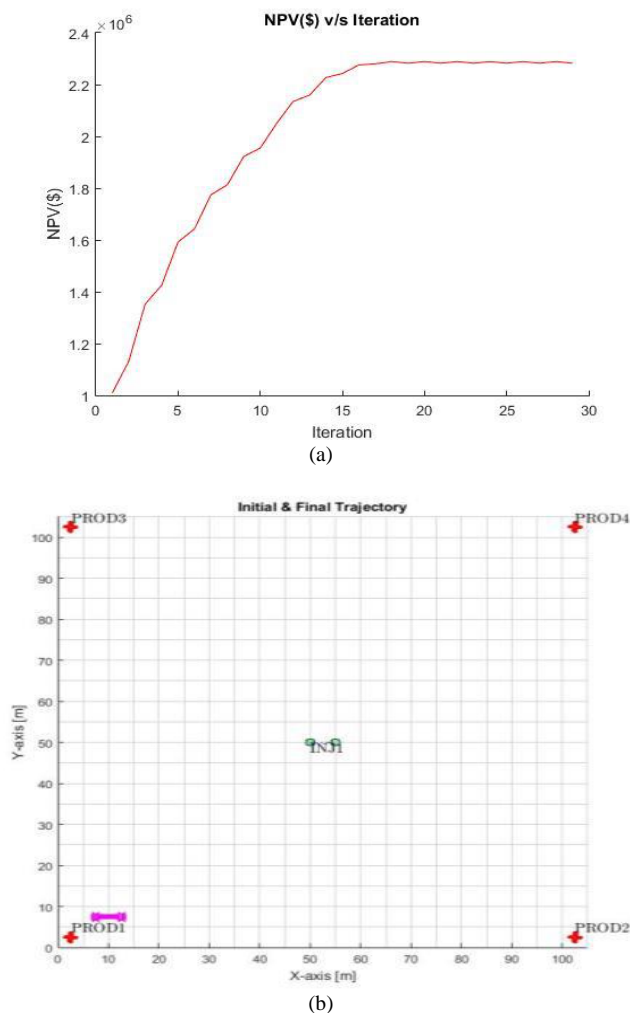 NPV($) v/s Iteration
× 10^6
2.4
2.2
2
1.8
1.6
1.4
1.2
1
NPV($)
0 5 10 15 20 25 30
Iteration
(a)
Initial & Final Trajectory
PROD3 PROD4
100
90
80
70
60
50
40
30
20
10
0
Y-axis [m]
INJ1
PROD1 PROD2
0 10 20 30 40 50 60 70 80 90 100
X-axis [m]
(b)